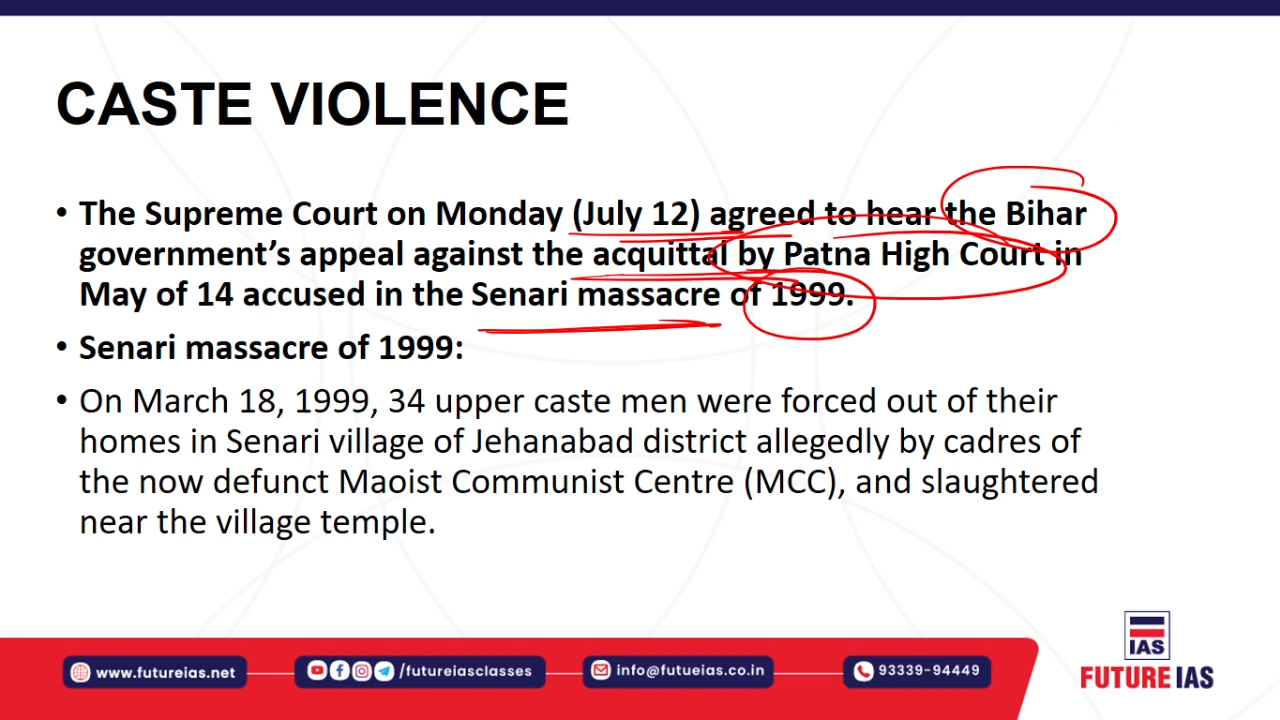 CASTE VIOLENCE
• The Supreme Court on Monday (July 12) agreed to hear the Bihar
government’s appeal against the acquittal by Patna High Court in
May of 14 accused in the Senari massacre of 1999.
• Senari massacre of 1999:
• On March 18, 1999, 34 upper caste men were forced out of their
homes in Senari village of Jehanabad district allegedly by cadres of
the now defunct Maoist Communist Centre (MCC), and slaughtered
near the village temple.
IAS
FUTURE IAS
www.futureias.net
/futureiasclasses
info@futueias.co.in
93339-94449